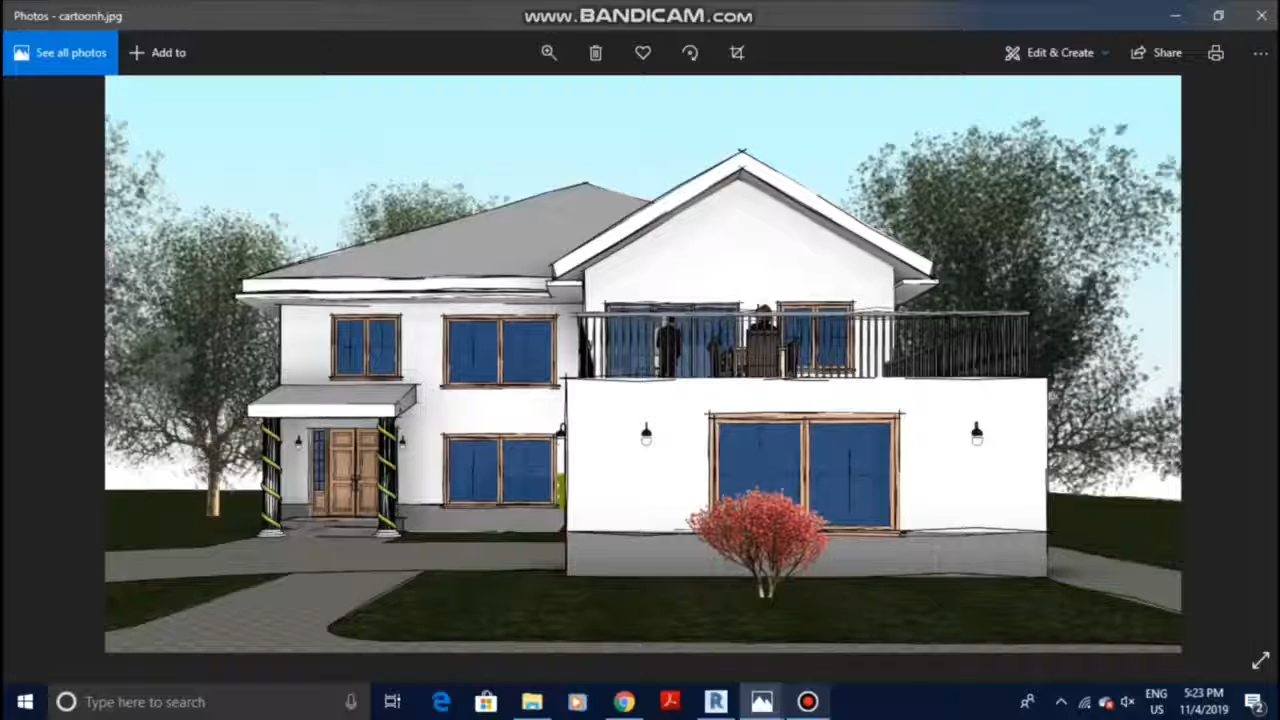 Photos - cartoonh.jpg
www.BANDICAM.com
See all photos
Add to
Edit & Create
Share
Type here to search
ENG
US
5:23 PM
11/4/2019
2